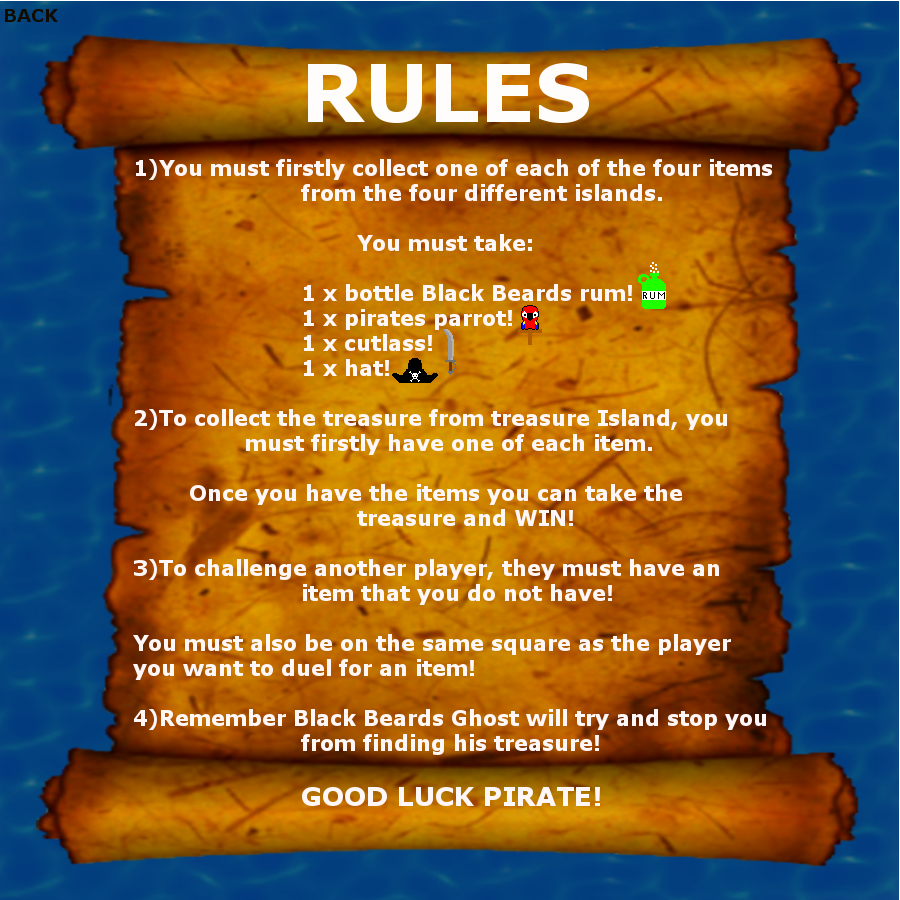 BACK
RULES
1)You must firstly collect one of each of the four items
from the four different islands.
You must take:
1 x bottle Black Beards rum!
RUM
1 x pirates parrot!
1 x cutlass!
1 x hat!
2)To collect the treasure from treasure Island, you
must firstly have one of each item.
Once you have the items you can take the
treasure and WIN!
3)To challenge another player, they must have an
item that you do not have!
You must also be on the same square as the player
you want to duel for an item!
4)Remember Black Beards Ghost will try and stop you
from finding his treasure!
GOOD LUCK PIRATE!